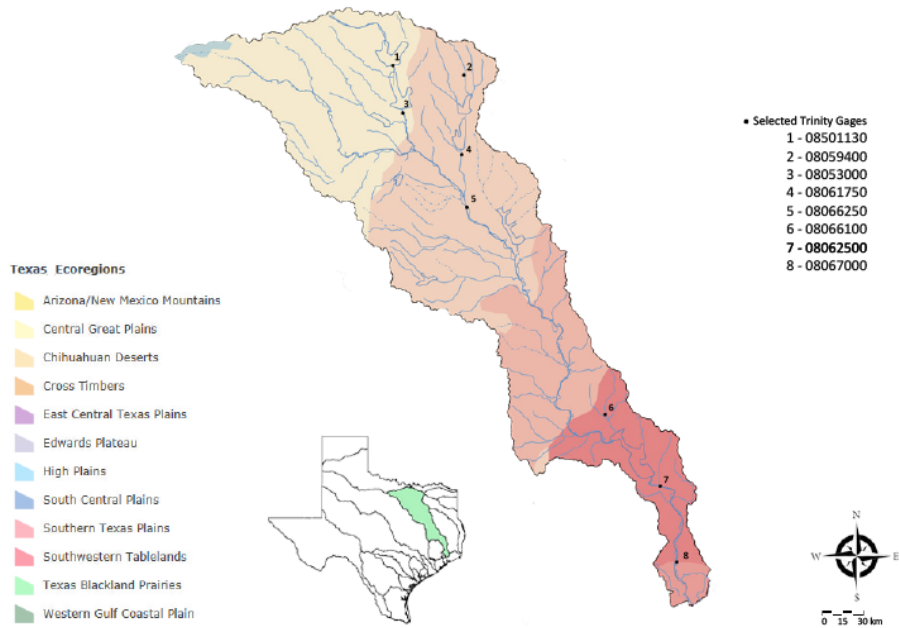 1
2
3
4
5
6
7
8
• Selected Trinity Gages
1 - 08501130
2 - 08059400
3 - 08053000
4 - 08061750
5 - 08066250
6 - 08066100
7 - 08062500
8 - 08067000
Texas Ecoregions
Arizona/New Mexico Mountains
Central Great Plains
Chihuahuan Deserts
Cross Timbers
East Central Texas Plains
Edwards Plateau
High Plains
South Central Plains
Southern Texas Plains
Southwestern Tablelands
Texas Blackland Prairies
Western Gulf Coastal Plain
N
W E
S
0 15 30 km